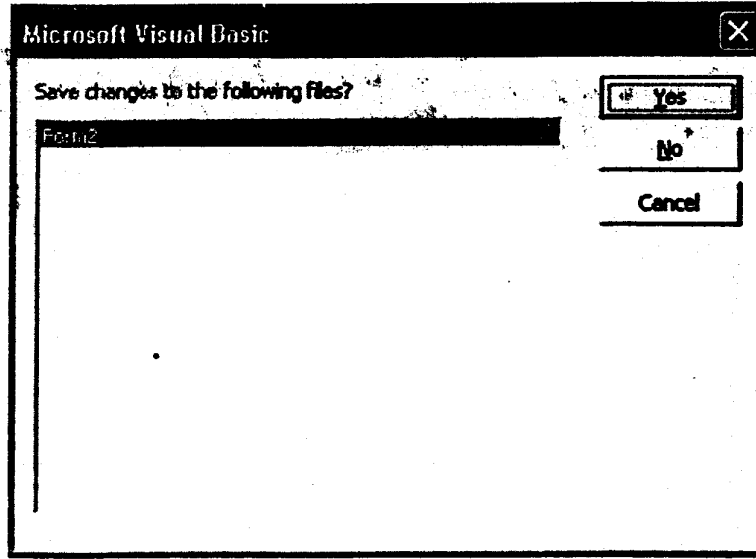 Microsoft Visual Basic
Save changes to the following files?
Form2
Yes
No
Cancel